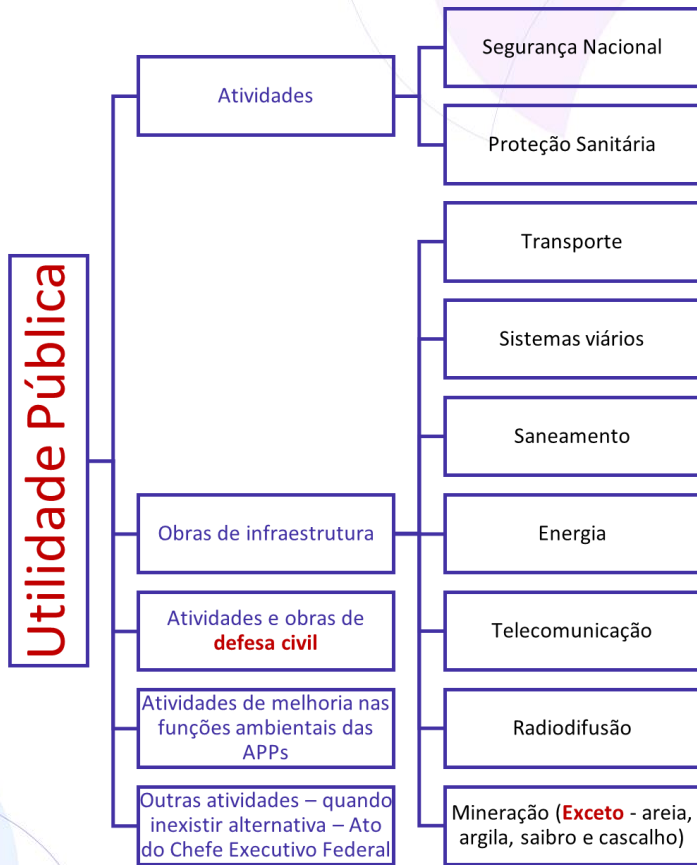 Utilidade Pública
Atividades
Segurança Nacional
Proteção Sanitária
Obras de infraestrutura
Transporte
Sistemas viários
Saneamento
Energia
Telecomunicação
Radiodifusão
Mineração (Exceto - areia,
argila, saibro e cascalho)
Atividades e obras de
defesa civil
Atividades de melhoria nas
funções ambientais das
APPs
Outras atividades – quando
inexistir alternativa – Ato
do Chefe Executivo Federal